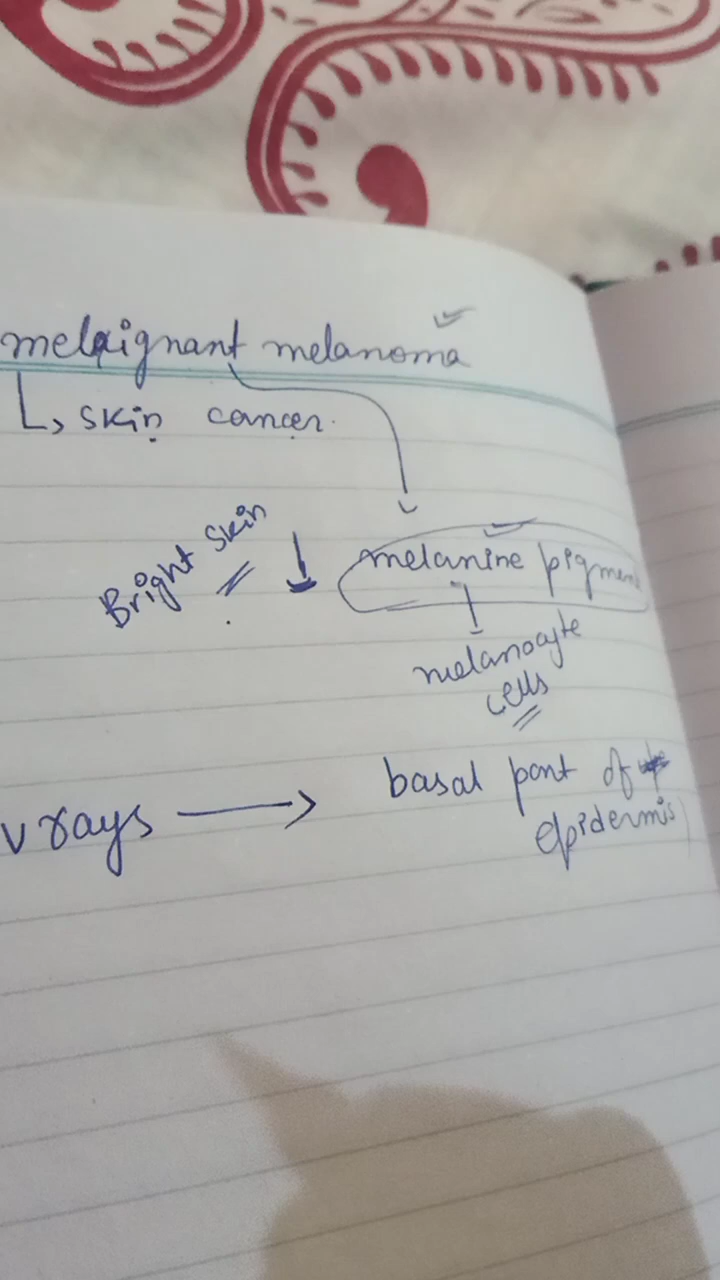 melaignant melanoma
↳ skin cancer.
Bright skin ↓ melanine pigment
melanocyte
cells
v rays → basal part of
epidermis